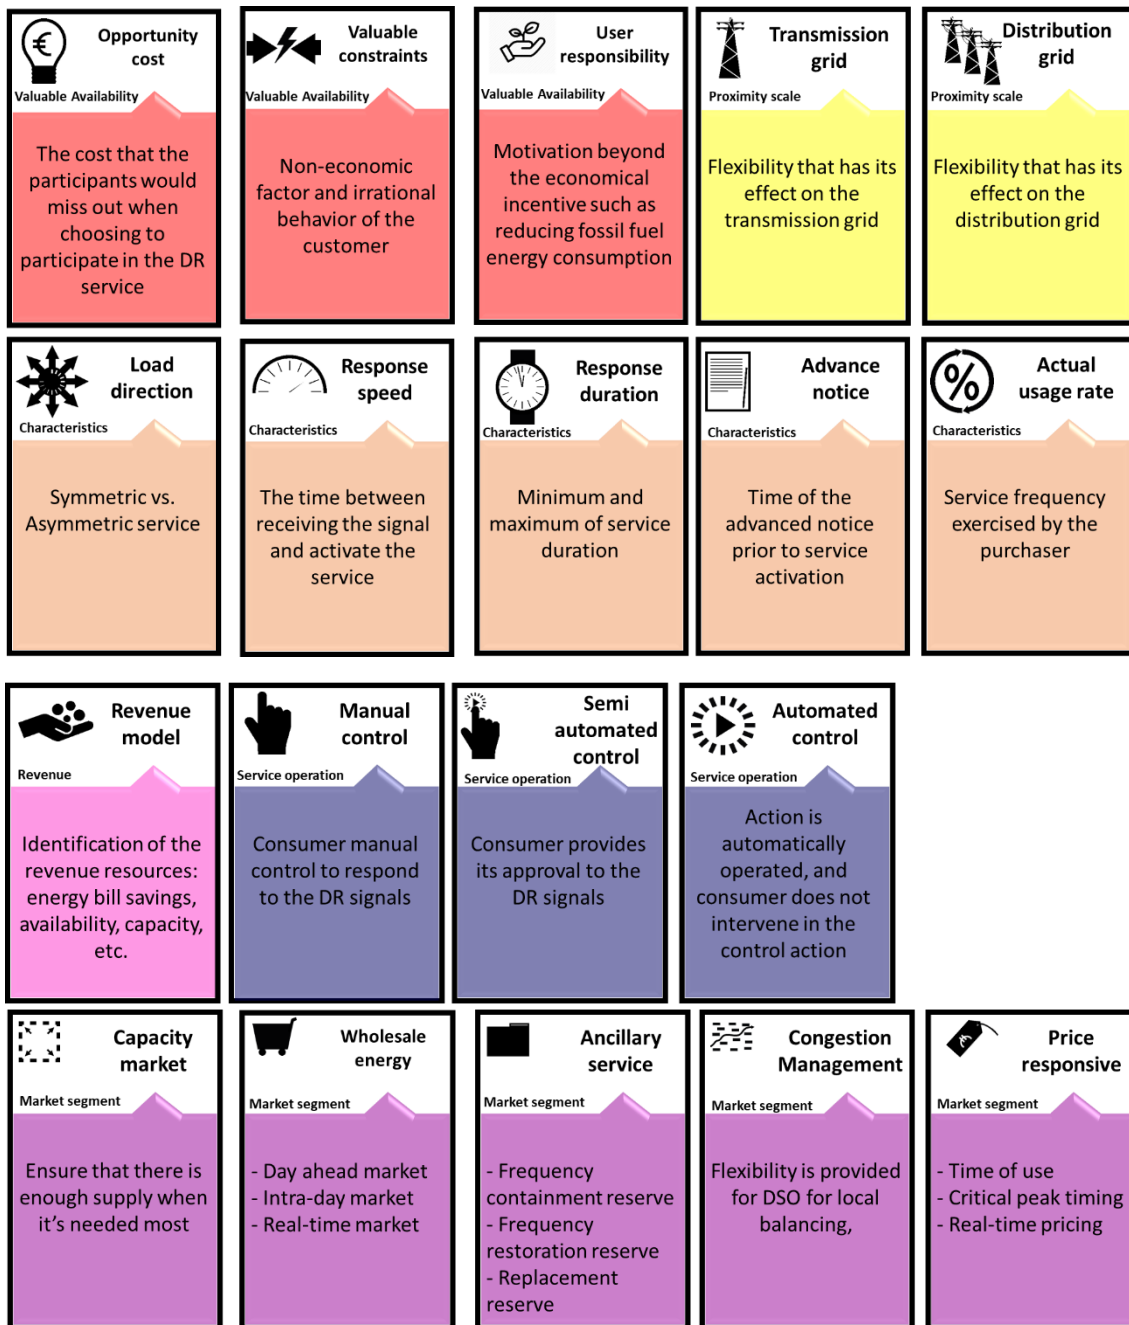 Opportunity
cost
Valuable Availability
The cost that the
participants would
miss out when
choosing to
participate in the DR
service
Valuable
constraints
Valuable Availability
Non-economic
factor and irrational
behavior of the
customer
User
responsibility
Valuable Availability
Motivation beyond
the economical
incentive such as
reducing fossil fuel
energy consumption
Transmission
grid
Proximity scale
Flexibility that has its
effect on the
transmission grid
Distribution
grid
Proximity scale
Flexibility that has its
effect on the
distribution grid
Load
direction
Characteristics
Symmetric vs.
Asymmetric service
Response
speed
Characteristics
The time between
receiving the signal
and activate the
service
Response
duration
Characteristics
Minimum and
maximum of service
duration
Advance
notice
Characteristics
Time of the
advanced notice
prior to service
activation
%
Actual
usage rate
Characteristics
Service frequency
exercised by the
purchaser
Revenue
model
Revenue
Identification of the
revenue resources:
energy bill savings,
availability, capacity,
etc.
Manual
control
Service operation
Consumer manual
control to respond
to the DR signals
Semi
automated
control
Service operation
Consumer provides
its approval to the
DR signals
Automated
control
Service operation
Action is
automatically
operated, and
consumer does not
intervene in the
control action
Capacity
market
Market segment
Ensure that there is
enough supply when
it's needed most
Wholesale
energy
Market segment
- Day ahead market
- Intra-day market
- Real-time market
Ancillary
service
Market segment
- Frequency
containment reserve
- Frequency
restoration reserve
- Replacement
reserve
Congestion
Management
Market segment
Flexibility is provided
for DSO for local
balancing,
Price
responsive
Market segment
- Time of use
- Critical peak timing
- Real-time pricing